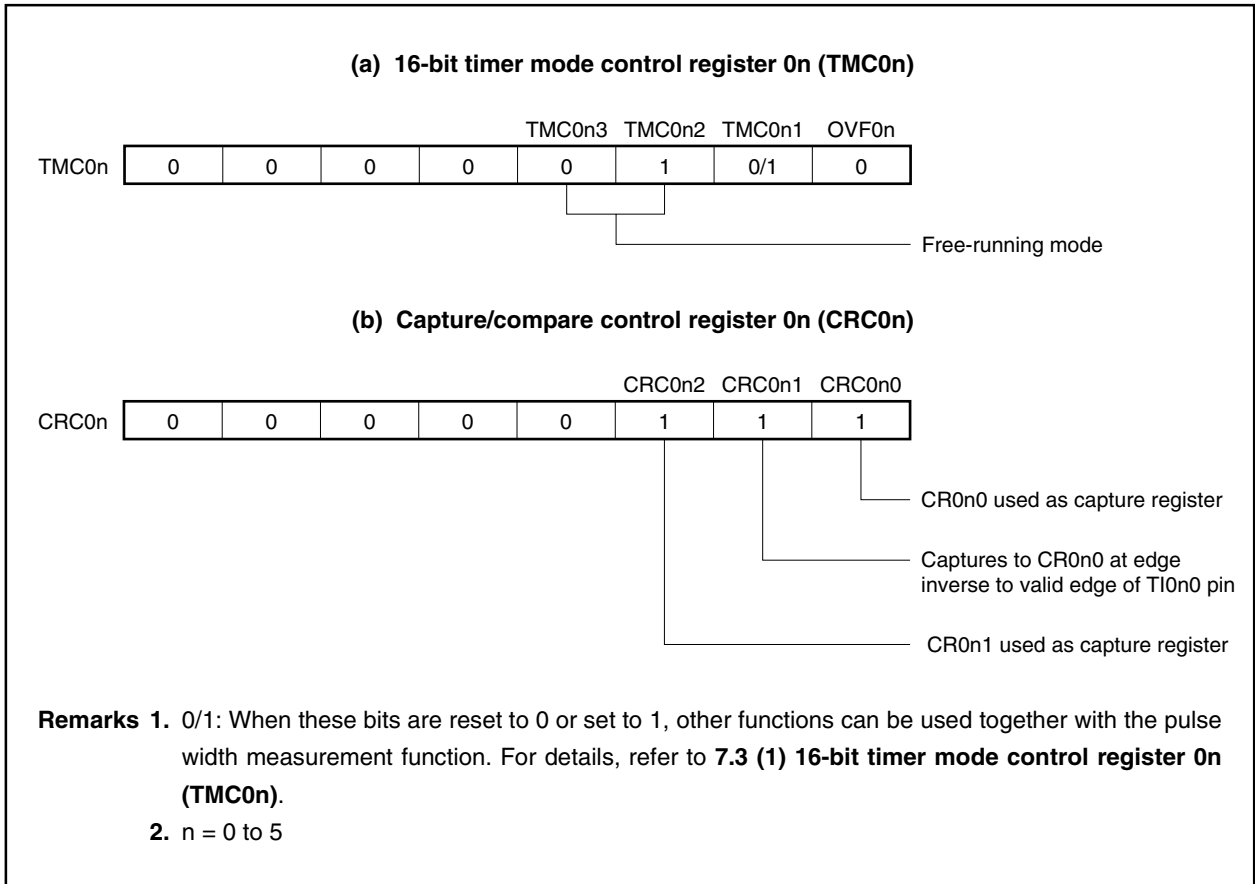 (a) 16-bit timer mode control register 0n (TMC0n)
TMC0n3 TMC0n2 TMC0n1 OVF0n
TMC0n 0 0 0 0 0 1 0/1 0
Free-running mode
(b) Capture/compare control register 0n (CRC0n)
CRC0n2 CRC0n1 CRC0n0
CRC0n 0 0 0 0 0 1 1 1
CR0n0 used as capture register
Captures to CR0n0 at edge
inverse to valid edge of TI0n0 pin
CR0n1 used as capture register
Remarks 1. 0/1: When these bits are reset to 0 or set to 1, other functions can be used together with the pulse
width measurement function. For details, refer to 7.3 (1) 16-bit timer mode control register 0n
(TMC0n).
2. n = 0 to 5